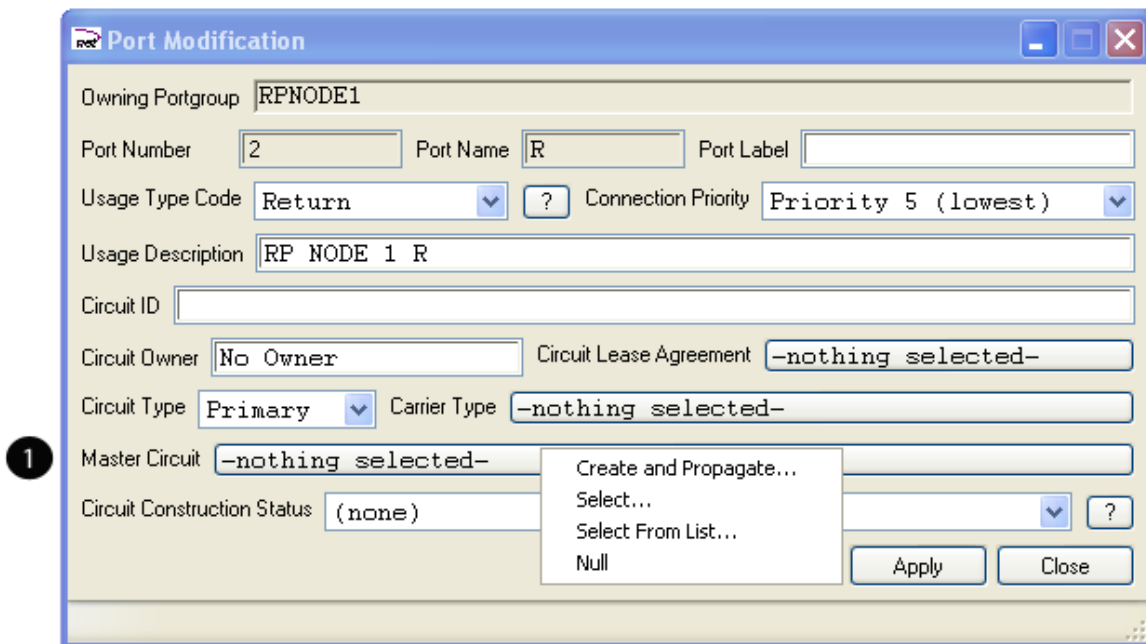 Port Modification
Owning Portgroup RPNODE1
Port Number 2 Port Name R Port Label
Usage Type Code Return ? Connection Priority Priority 5 (lowest)
Usage Description RP NODE 1 R
Circuit ID
Circuit Owner No Owner Circuit Lease Agreement -nothing selected-
Circuit Type Primary Carrier Type -nothing selected-
1 Master Circuit -nothing selected-
Create and Propagate...
Select...
Circuit Construction Status (none) ?
Select From List...
Null
Apply Close